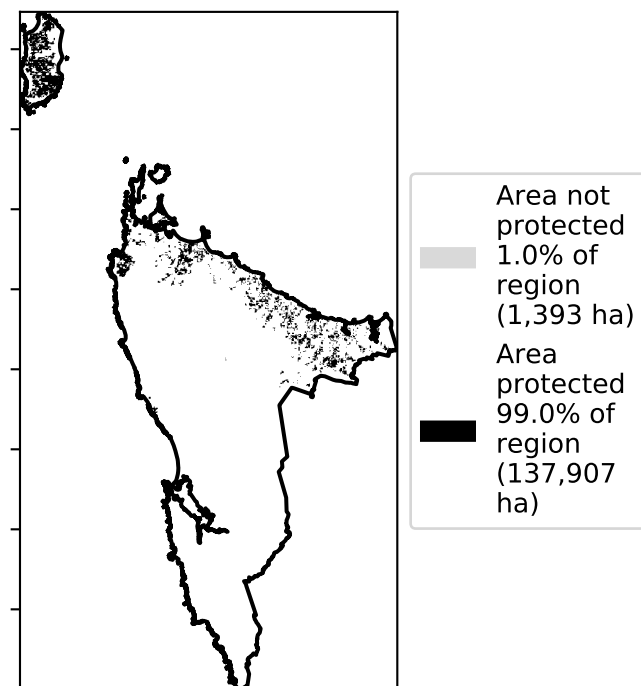 Area not
protected
1.0% of
region
(1,393 ha)
Area
protected
99.0% of
region
(137,907
ha)